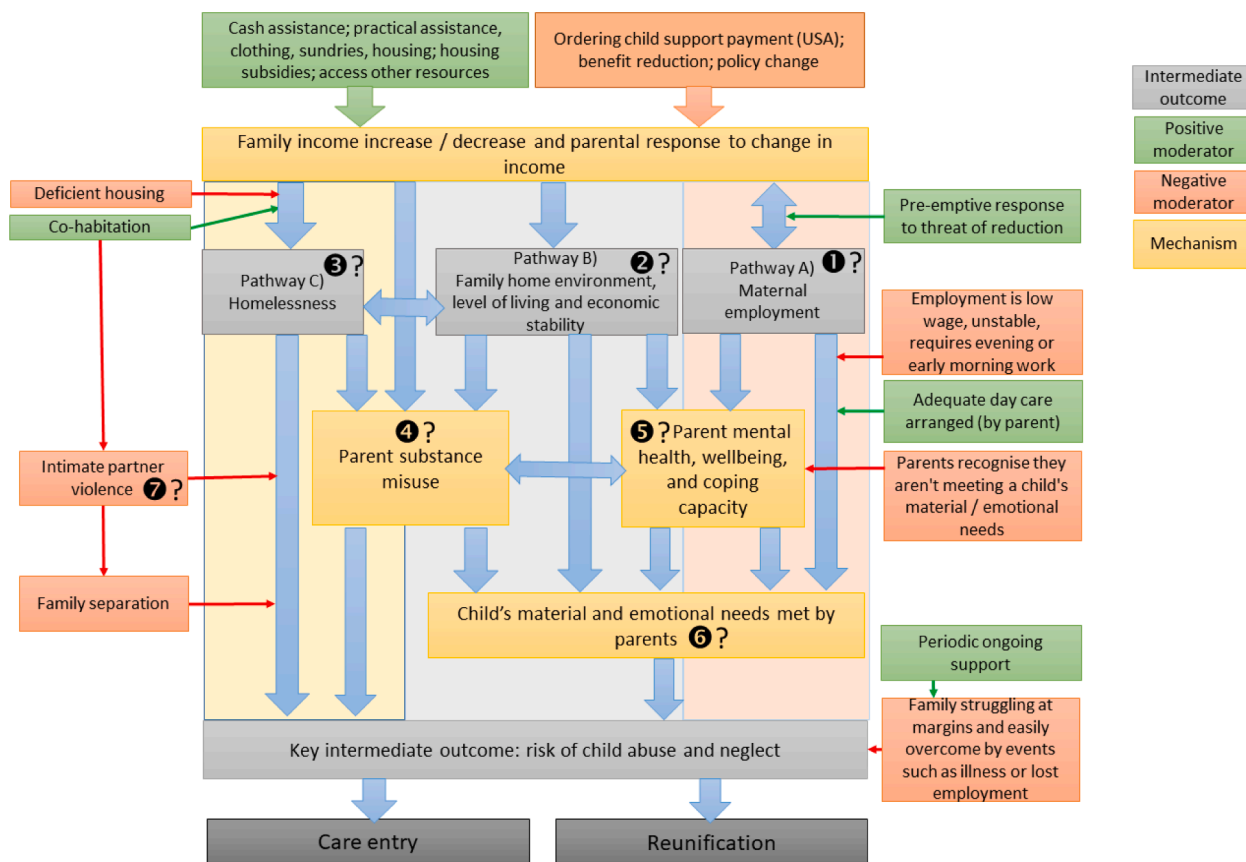 Cash assistance; practical assistance,
clothing, sundries, housing; housing
subsidies; access other resources
Ordering child support payment (USA);
benefit reduction; policy change
Intermediate
outcome
Positive
moderator
Negative
moderator
Mechanism
Family income increase / decrease and parental response to change in
income
Deficient housing
Co-habitation
Pre-emptive response
to threat of reduction
❸?
Pathway C)
Homelessness
Pathway B) ❷?
Family home environment,
level of living and economic
stability
❶?
Pathway A)
Maternal
employment
Employment is low
wage, unstable,
requires evening or
early morning work
Adequate day care
arranged (by parent)
❹?
Parent substance
misuse
❺? Parent mental
health, wellbeing,
and coping
capacity
Intimate partner
violence ❼?
Parents recognise they
aren't meeting a child's
material / emotional
needs
Family separation
Child’s material and emotional needs met by
parents ❻?
Periodic ongoing
support
Family struggling at
margins and easily
overcome by events
such as illness or lost
employment
Key intermediate outcome: risk of child abuse and neglect
Care entry
Reunification